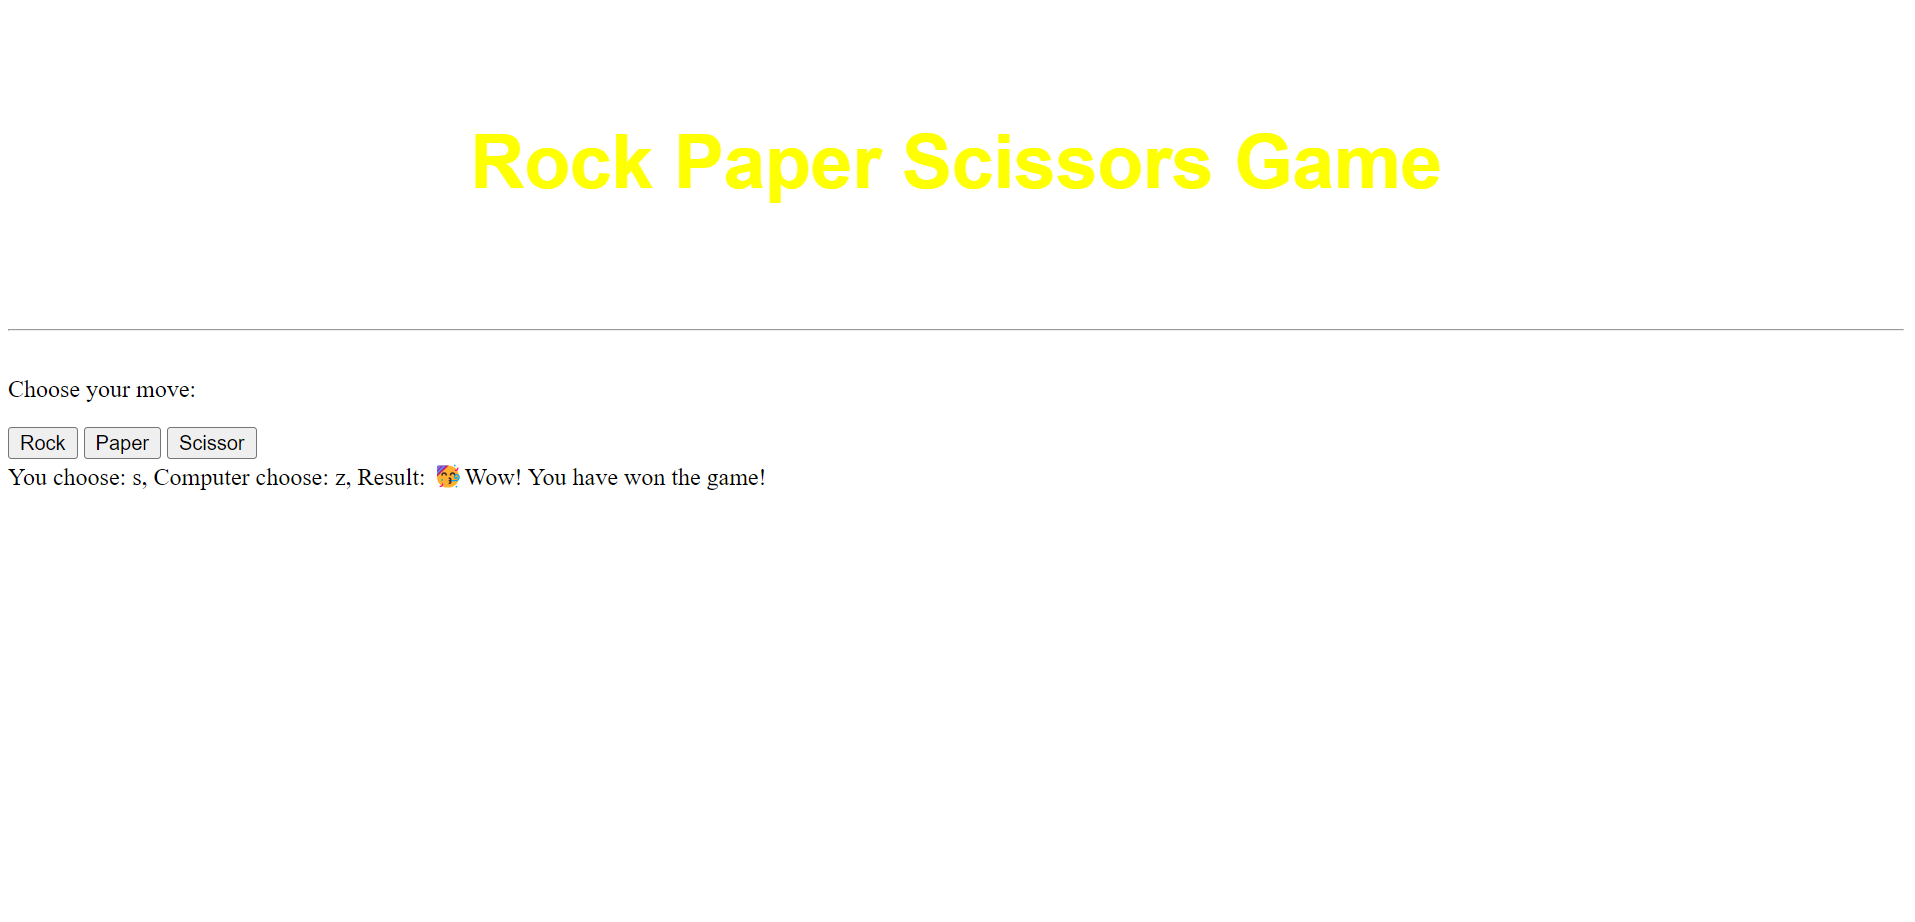 Rock Paper Scissors Game
Choose your move:
Rock Paper Scissor
You choose: s, Computer choose: z, Result: 🥳 Wow! You have won the game!